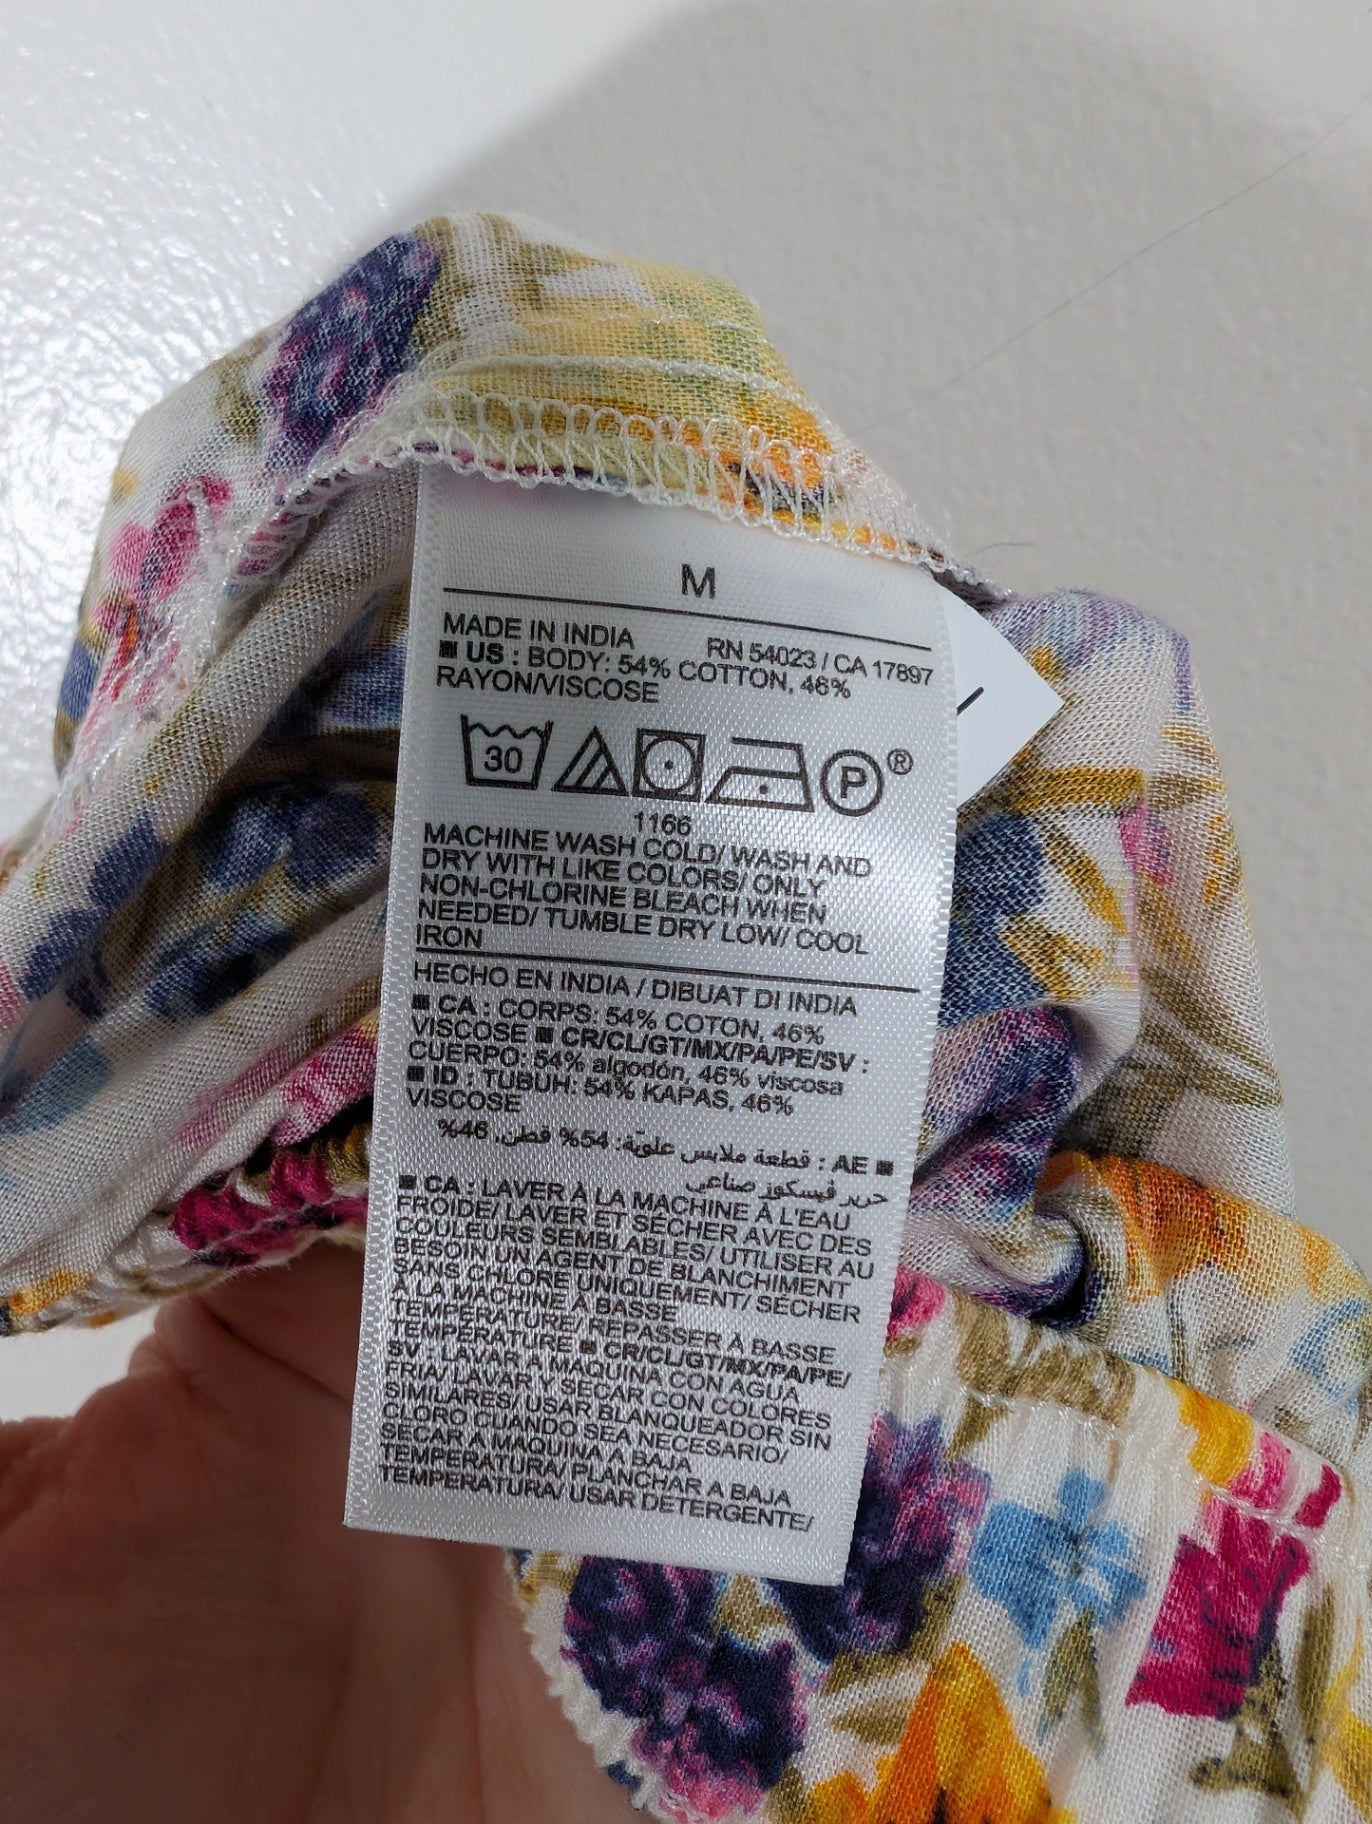 M
MADE IN INDIA RN 54023 / CA 17897
■ US : BODY: 54% COTTON, 46%
RAYON/VISCOSE
30 P ®
1166
MACHINE WASH COLD/ WASH AND
DRY WITH LIKE COLORS/ ONLY
NON-CHLORINE BLEACH WHEN
NEEDED/ TUMBLE DRY LOW/ COOL
IRON
HECHO EN INDIA / DIBUAT DI INDIA
■ CA : CORPS: 54% COTON, 46%
VISCOSE ■ CR/CL/GT/MX/PA/PE/SV :
CUERPO: 54% algodón, 46% viscosa
■ ID : TUBUH: 54% KAPAS, 46%
VISCOSE
■ AE : قطعة ملابس علويّة: 54% قطن, 46%
حرير فيسكوز صناعي
■ CA : LAVER À LA MACHINE À L'EAU
FROIDE/ LAVER ET SÉCHER AVEC DES
COULEURS SEMBLABLES/ UTILISER AU
BESOIN UN AGENT DE BLANCHIMENT
SANS CHLORE UNIQUEMENT/ SÉCHER
À LA MACHINE À BASSE
TEMPÉRATURE/ REPASSER À BASSE
TEMPÉRATURE ■ CR/CL/GT/MX/PA/PE/
SV : LAVAR A MAQUINA CON AGUA
FRIA/ LAVAR Y SECAR CON COLORES
SIMILARES/ USAR BLANQUEADOR SIN
CLORO CUANDO SEA NECESARIO/
SECAR A MAQUINA A BAJA
TEMPERATURA/ PLANCHAR A BAJA
TEMPERATURA/ USAR DETERGENTE/